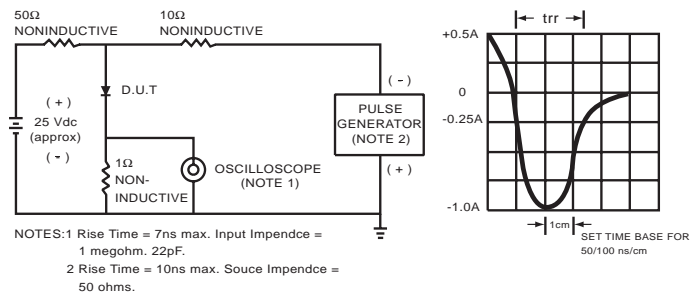 50Ω
NONINDUCTIVE
10Ω
NONINDUCTIVE
D.U.T
( + )
25 Vdc
(approx)
( - )
1Ω
NON-
INDUCTIVE
OSCILLOSCOPE
(NOTE 1)
( - )
PULSE
GENERATOR
(NOTE 2)
( + )
trr
+0.5A
0
-0.25A
-1.0A
1cm
SET TIME BASE FOR
50/100 ns/cm
NOTES:1 Rise Time = 7ns max. Input Impendce =
1 megohm. 22pF.
2 Rise Time = 10ns max. Souce Impendce =
50 ohms.